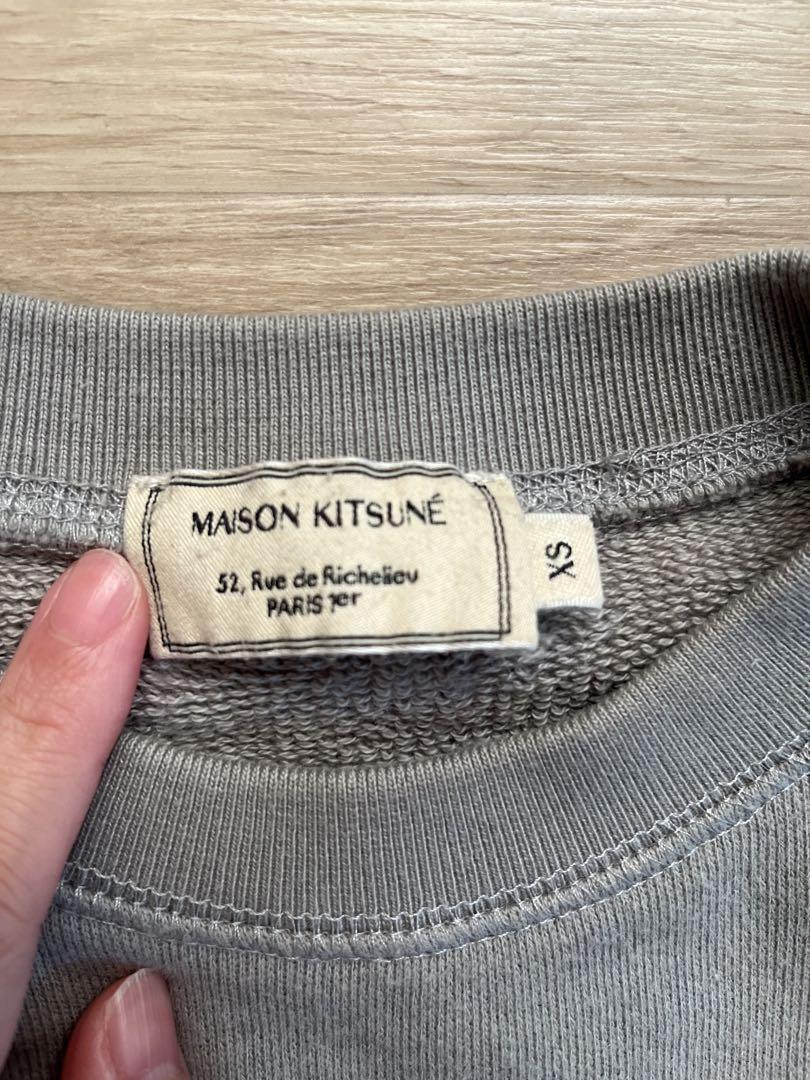 MAISON KITSUNÉ
52, Rue de Richelieu
PARIS 1er
XS